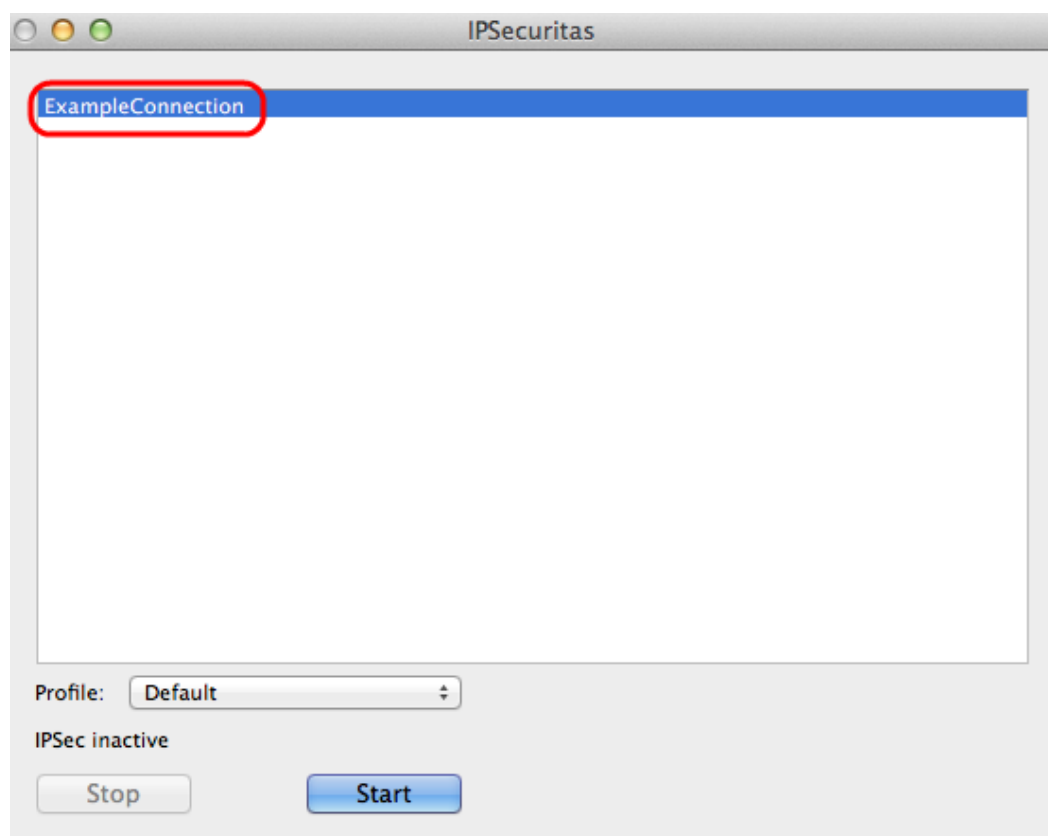 IPSecuritas
ExampleConnection
Profile: Default
IPSec inactive
Stop Start